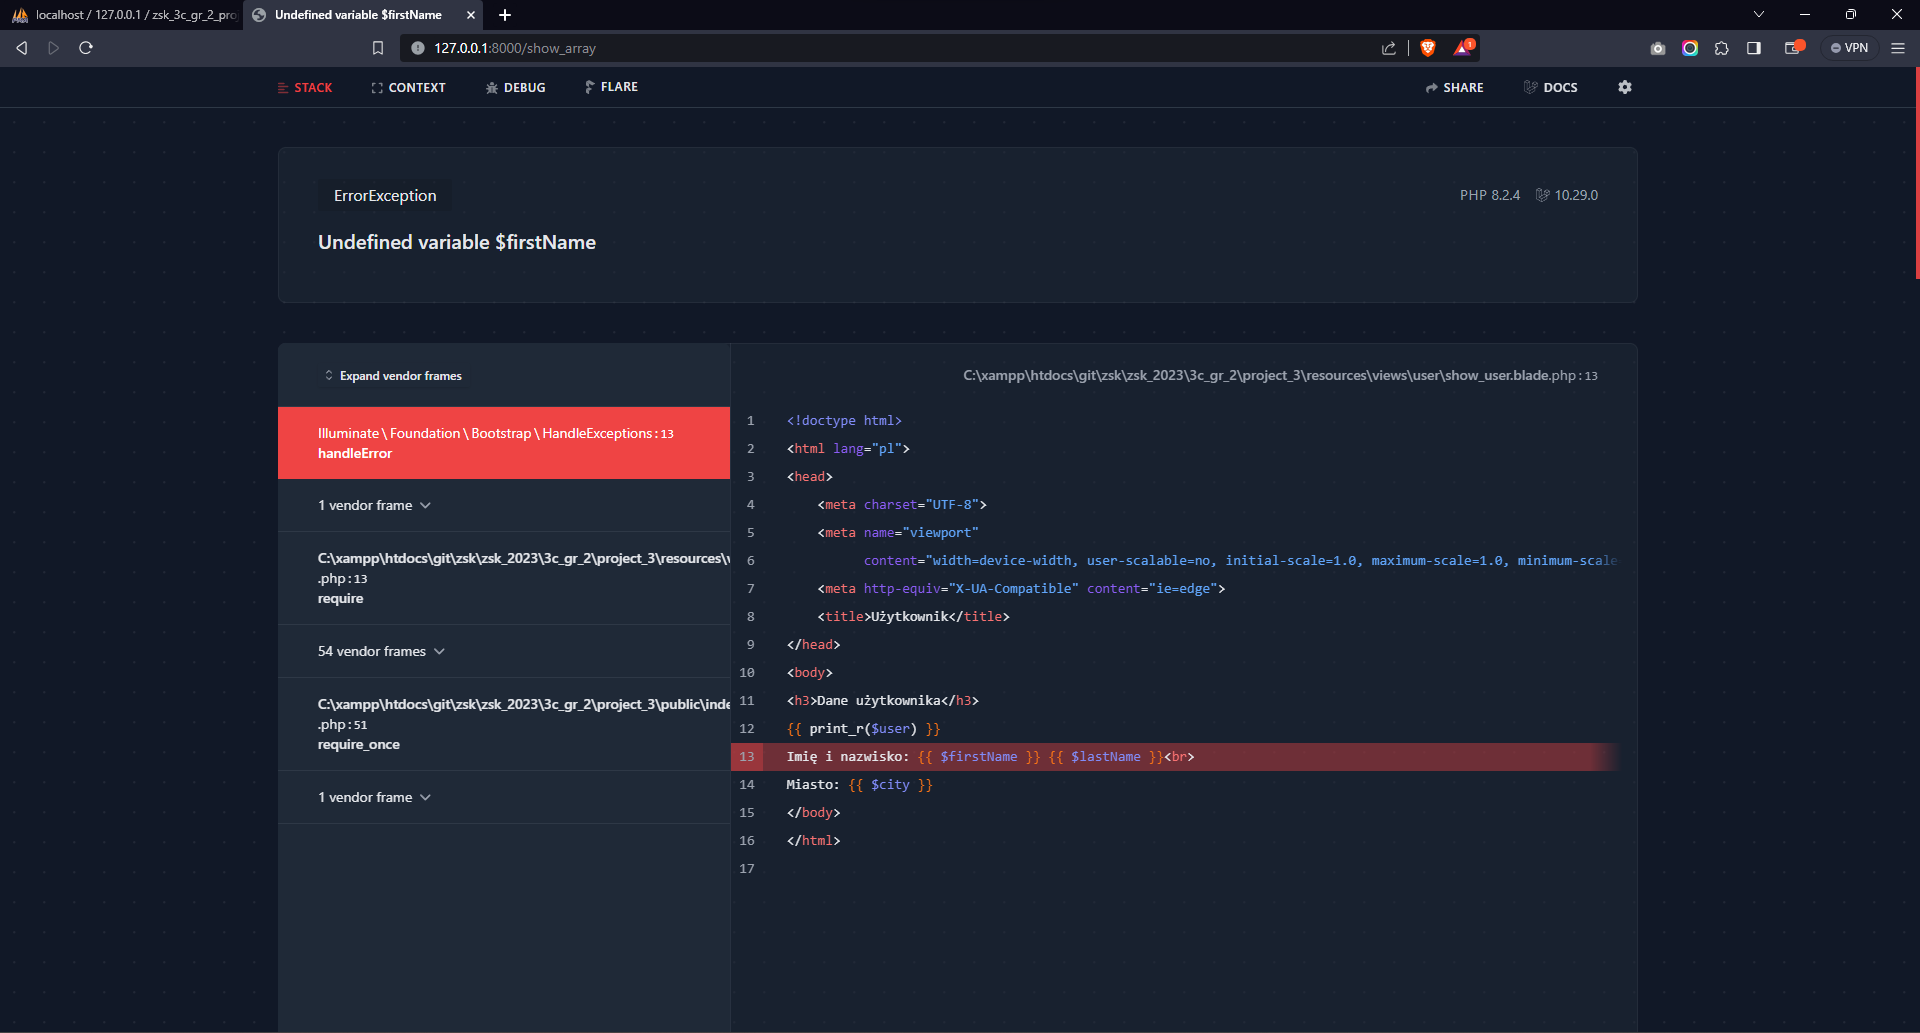 localhost / 127.0.0.1 / zsk_3c_gr_2_pro
Undefined variable $firstName
127.0.0.1:8000/show_array
1
VPN
STACK
CONTEXT
DEBUG
FLARE
SHARE
DOCS
ErrorException
PHP 8.2.4
10.29.0
Undefined variable $firstName
Expand vendor frames
Illuminate\Foundation\Bootstrap\HandleExceptions:13
handleError
1 vendor frame
C:\xampp\htdocs\git\zsk\zsk_2023\3c_gr_2\project_3\resources\
.php:13
require
54 vendor frames
C:\xampp\htdocs\git\zsk\zsk_2023\3c_gr_2\project_3\public\inde
.php:51
require_once
1 vendor frame
C:\xampp\htdocs\git\zsk\zsk_2023\3c_gr_2\project_3\resources\views\user\show_user.blade.php:13
1 <!doctype html>
2 <html lang="pl">
3 <head>
4     <meta charset="UTF-8">
5     <meta name="viewport"
6           content="width=device-width, user-scalable=no, initial-scale=1.0, maximum-scale=1.0, minimum-scale
7     <meta http-equiv="X-UA-Compatible" content="ie=edge">
8     <title>Użytkownik</title>
9 </head>
10 <body>
11 <h3>Dane użytkownika</h3>
12 {{ print_r($user) }}
13 Imię i nazwisko: {{ $firstName }} {{ $lastName }}<br>
14 Miasto: {{ $city }}
15 </body>
16 </html>
17